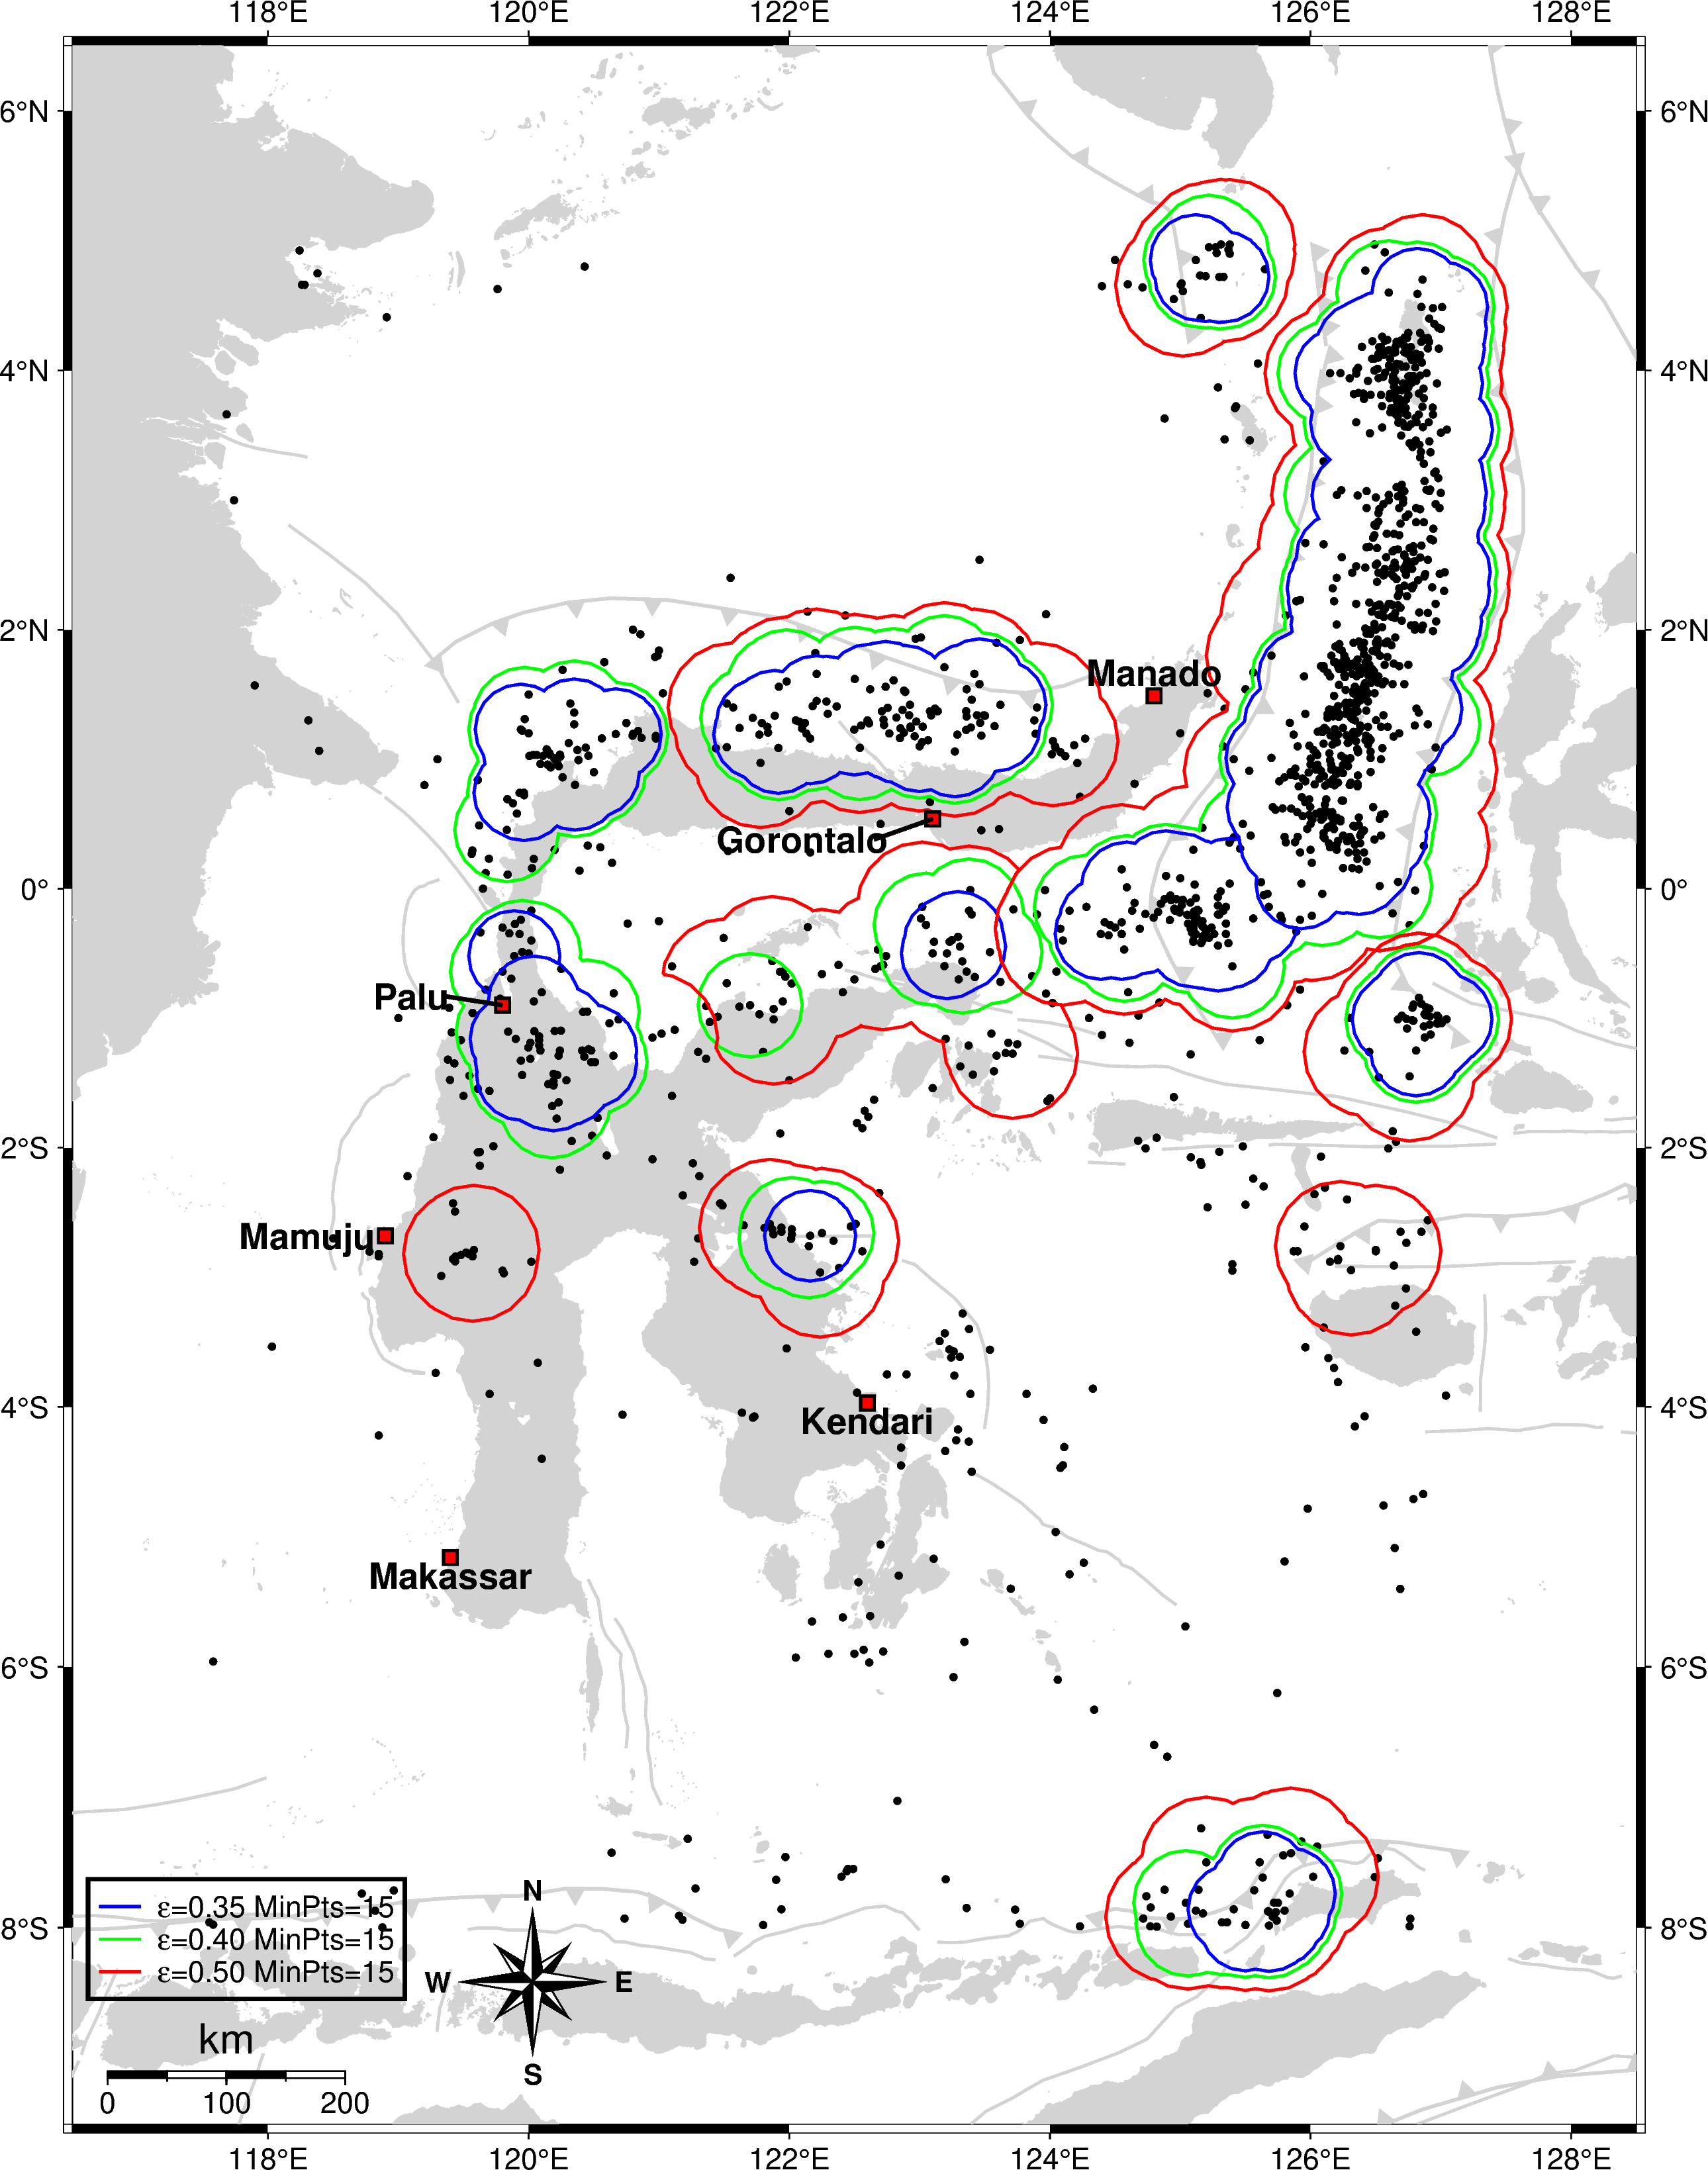 118°E 120°E 122°E 124°E 126°E 128°E
6°N 6°N
4°N 4°N
2°N 2°N
Manado
Gorontalo
0° 0°
Palu
2°S 2°S
Mamuju
4°S 4°S
Kendari
Makassar
6°S 6°S
N
ε=0.35 MinPts=15
8°S 8°S
ε=0.40 MinPts=15
ε=0.50 MinPts=15
W E
km
S
0 100 200
118°E 120°E 122°E 124°E 126°E 128°E